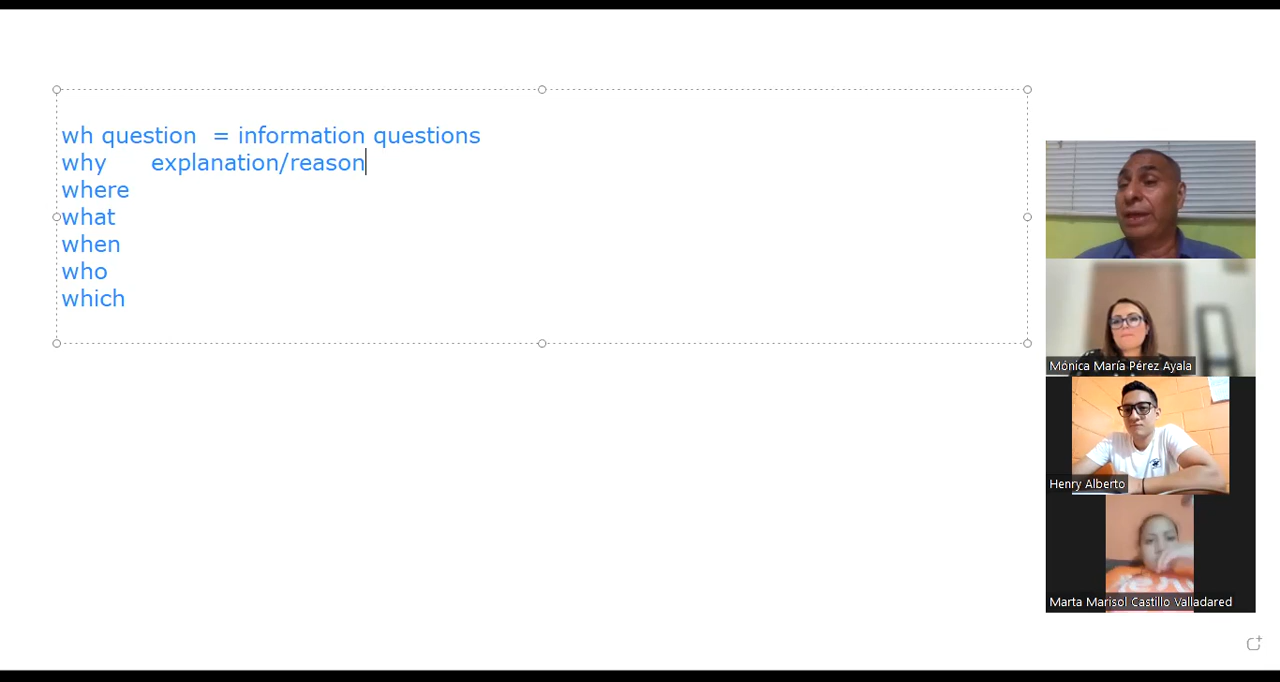 wh question = information questions
why explanation/reason
where
what
when
who
which
Mónica María Pérez Ayala
Henry Alberto
Marta Marisol Castillo Valladared